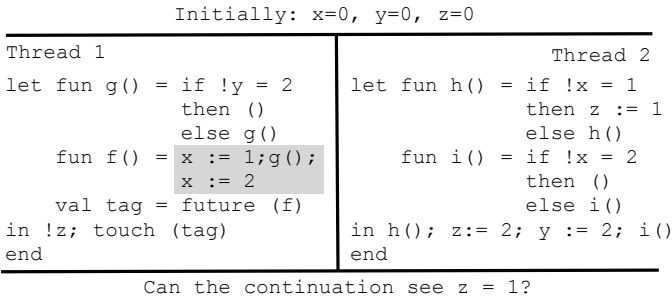 Initially: x=0, y=0, z=0
Thread 1
let fun g() = if !y = 2
then ()
else g()
fun f() = x := 1;g();
x := 2
val tag = future (f)
in !z; touch (tag)
end
Thread 2
let fun h() = if !x = 1
then z := 1
else h()
fun i() = if !x = 2
then ()
else i()
in h(); z:= 2; y := 2; i()
end
Can the continuation see z = 1?